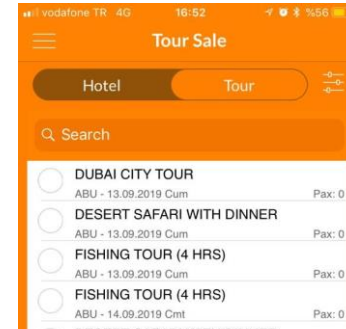 vodafone TR 4G 16:52 %56
Tour Sale
Hotel Tour
Search
DUBAI CITY TOUR
ABU - 13.09.2019 Cum Pax: 0
DESERT SAFARI WITH DINNER
ABU - 13.09.2019 Cum Pax: 0
FISHING TOUR (4 HRS)
ABU - 13.09.2019 Cum Pax: 0
FISHING TOUR (4 HRS)
ABU - 14.09.2019 Cmt Pax: 0